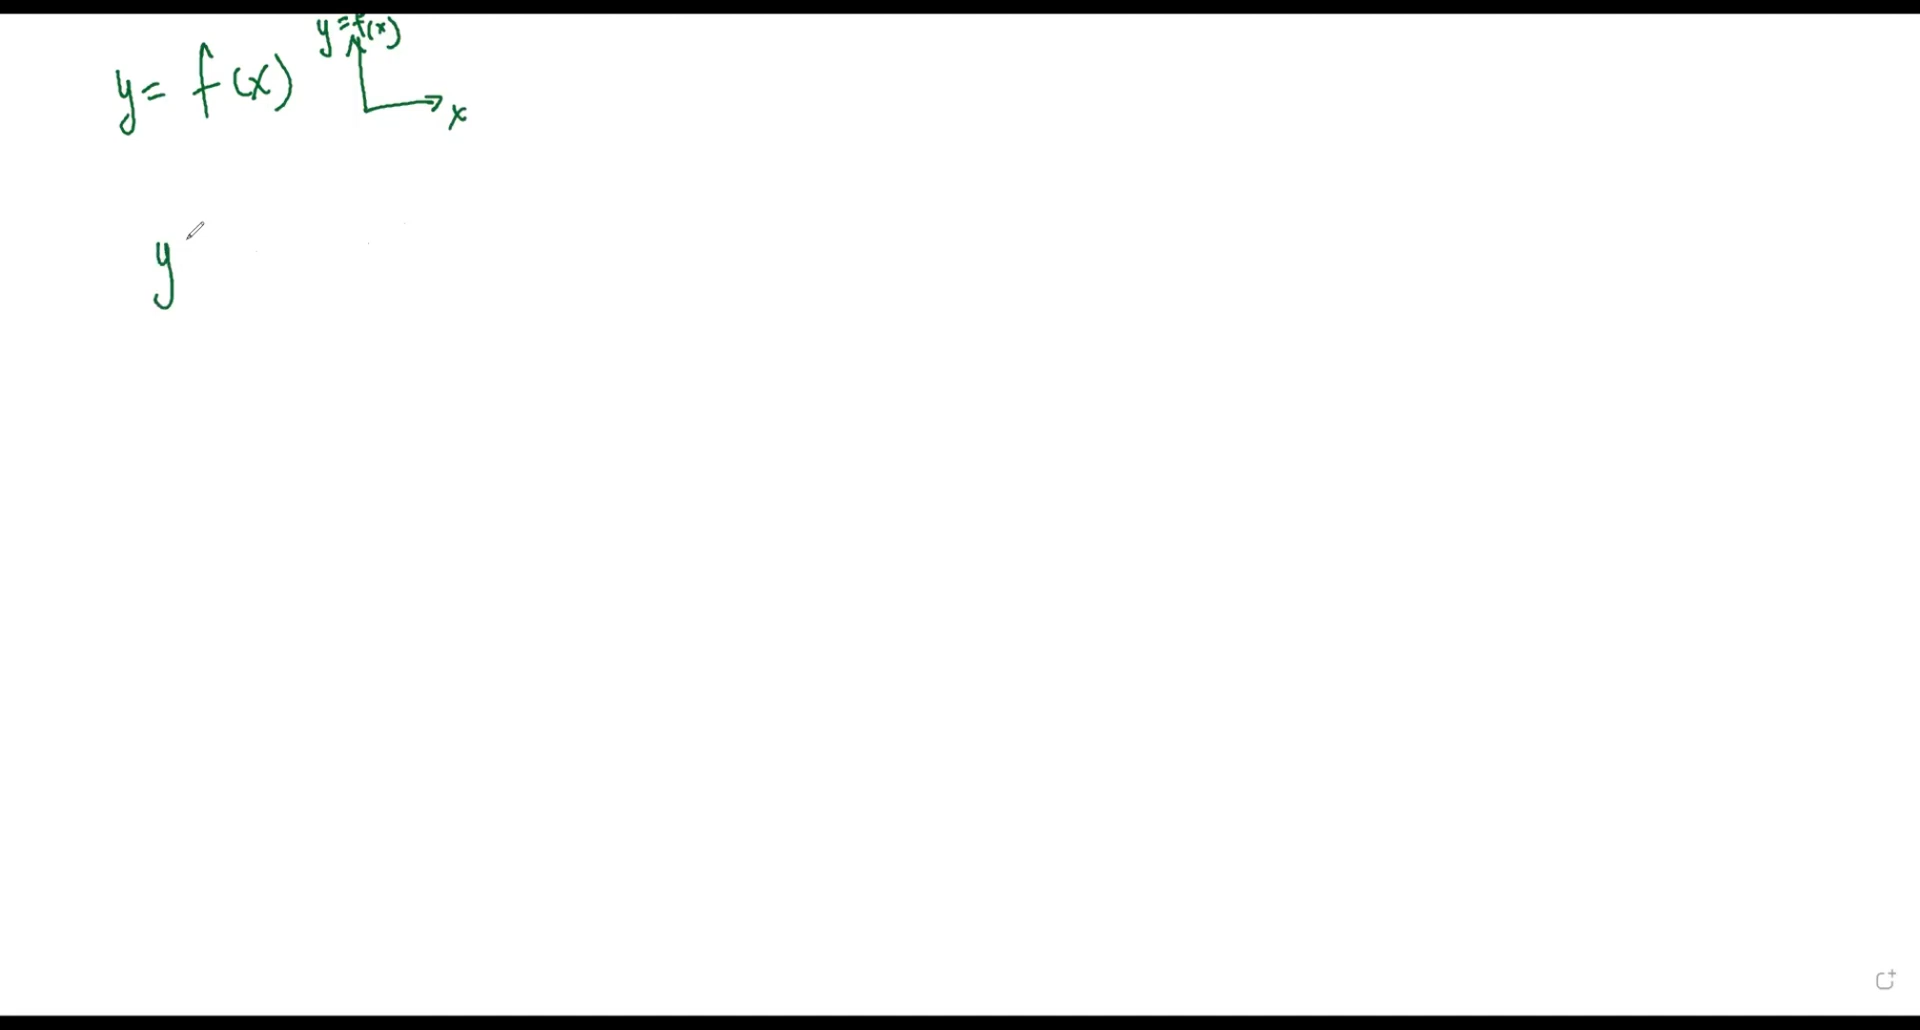 y = f(x)
y = f(x)
x
y